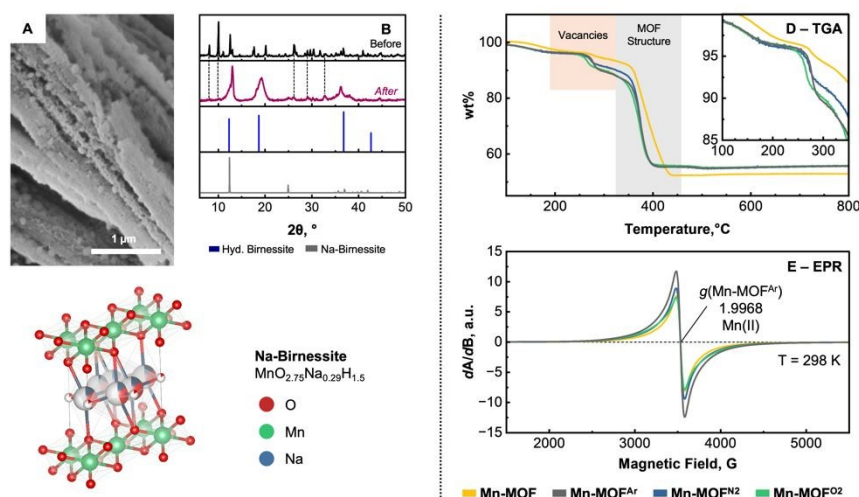 A
1 µm
B
Before
After
10
20
30
40
50
2θ, °
Hyd. Birnessite
Na-Birnessite
Na-Birnessite
MnO2.75Na0.29H1.5
O
Mn
Na
D – TGA
Vacancies
MOF
Structure
100
90
80
70
60
wt%
200
400
600
800
Temperature,°C
95
90
85
100
200
300
E – EPR
15
10
5
0
-5
-10
-15
dA/dB, a.u.
g(Mn-MOFAr)
1.9968
Mn(II)
T = 298 K
2000
3000
4000
5000
Magnetic Field, G
Mn-MOF
Mn-MOFAr
Mn-MOFN2
Mn-MOFO2